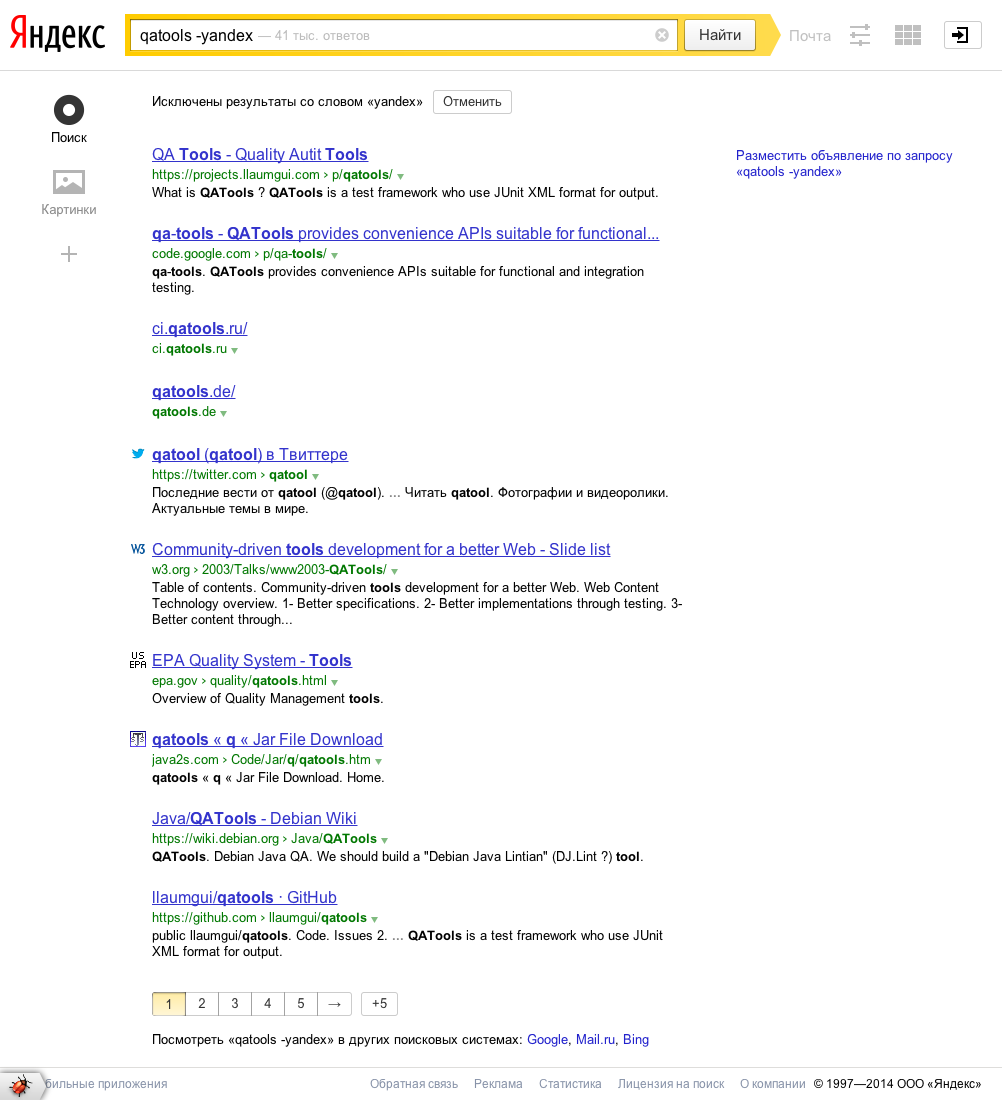 Яндекс
qatools -yandex — 41 тыс. ответов
Найти
Почта
Исключены результаты со словом «yandex» Отменить
Поиск
Картинки
QA Tools - Quality Autit Tools
https://projects.llaumgui.com › p/qatools/
What is QATools ? QATools is a test framework who use JUnit XML format for output.
Разместить объявление по запросу
«qatools -yandex»
qa-tools - QATools provides convenience APIs suitable for functional...
code.google.com › p/qa-tools/
qa-tools. QATools provides convenience APIs suitable for functional and integration
testing.
ci.qatools.ru/
ci.qatools.ru
qatools.de/
qatools.de
qatool (qatool) в Твиттере
https://twitter.com › qatool
Последние вести от qatool (@qatool). ... Читать qatool. Фотографии и видеоролики.
Актуальные темы в мире.
W3
Community-driven tools development for a better Web - Slide list
w3.org › 2003/Talks/www2003-QATools/
Table of contents. Community-driven tools development for a better Web. Web Content
Technology overview. 1- Better specifications. 2- Better implementations through testing. 3-
Better content through...
US
EPA
EPA Quality System - Tools
epa.gov › quality/qatools.html
Overview of Quality Management tools.
qatools « q « Jar File Download
java2s.com › Code/Jar/q/qatools.htm
qatools « q « Jar File Download. Home.
Java/QATools - Debian Wiki
https://wiki.debian.org › Java/QATools
QATools. Debian Java QA. We should build a "Debian Java Lintian" (DJ.Lint ?) tool.
llaumgui/qatools · GitHub
https://github.com › llaumgui/qatools
public llaumgui/qatools. Code. Issues 2. ... QATools is a test framework who use JUnit
XML format for output.
1 2 3 4 5 → +5
Посмотреть «qatools -yandex» в других поисковых системах: Google, Mail.ru, Bing
бильные приложения Обратная связь Реклама Статистика Лицензия на поиск О компании © 1997—2014 ООО «Яндекс»